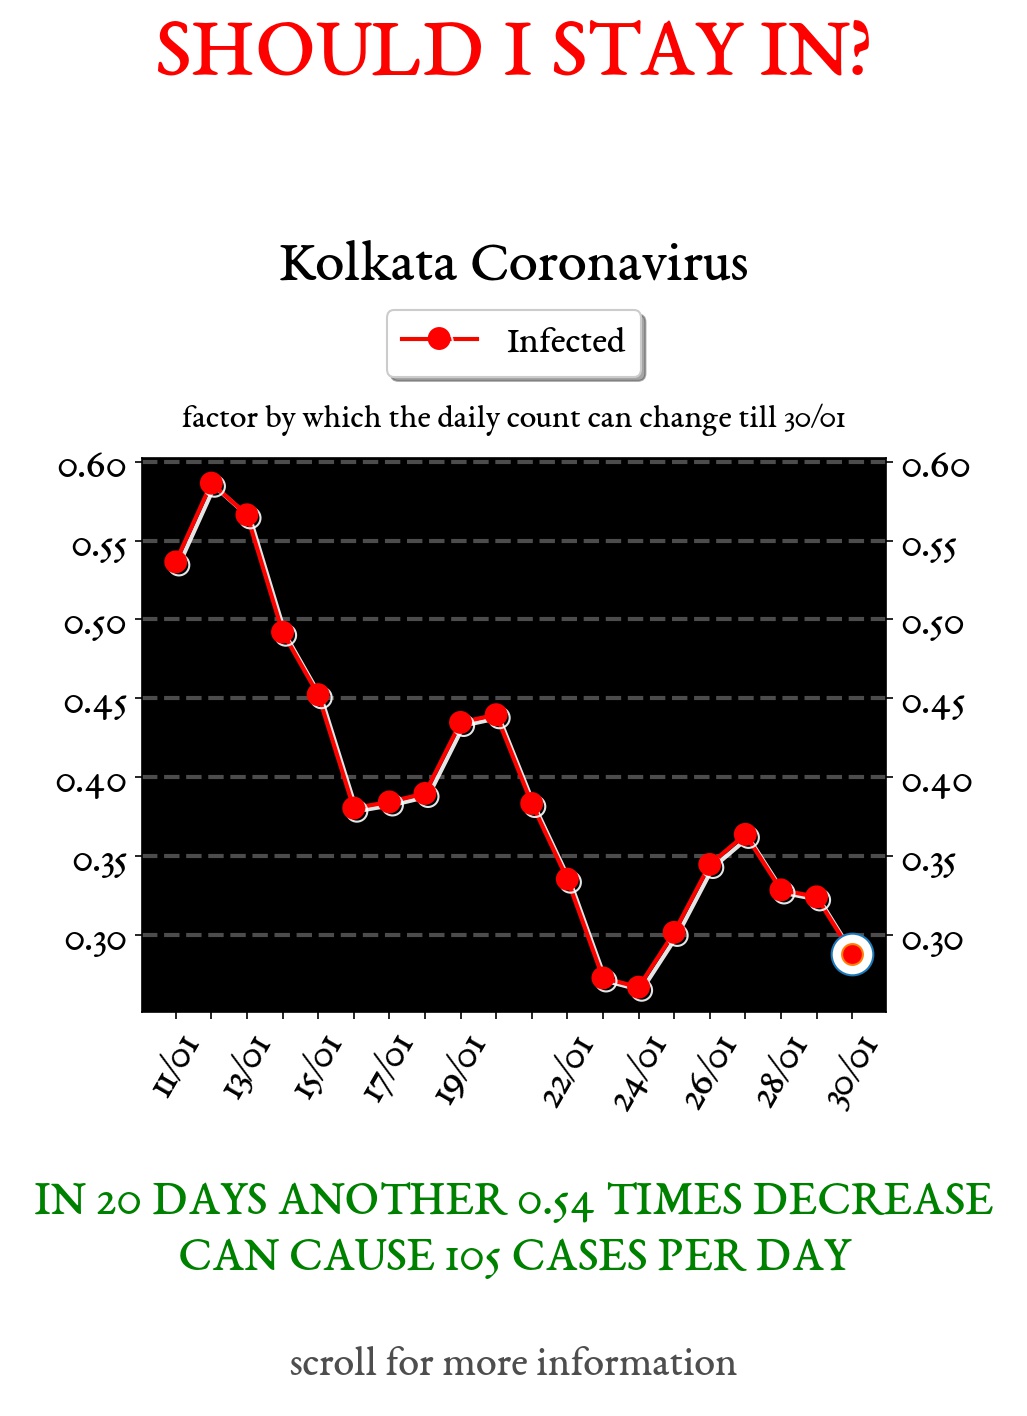 SHOULD I STAY IN?
Kolkata Coronavirus
Infected
factor by which the daily count can change till 30/01
0.60 0.60
0.55 0.55
0.50 0.50
0.45 0.45
0.40 0.40
0.35 0.35
0.30 0.30
11/01 13/01 15/01 17/01 19/01 22/01 24/01 26/01 28/01 30/01
IN 20 DAYS ANOTHER 0.54 TIMES DECREASE
CAN CAUSE 105 CASES PER DAY
scroll for more information